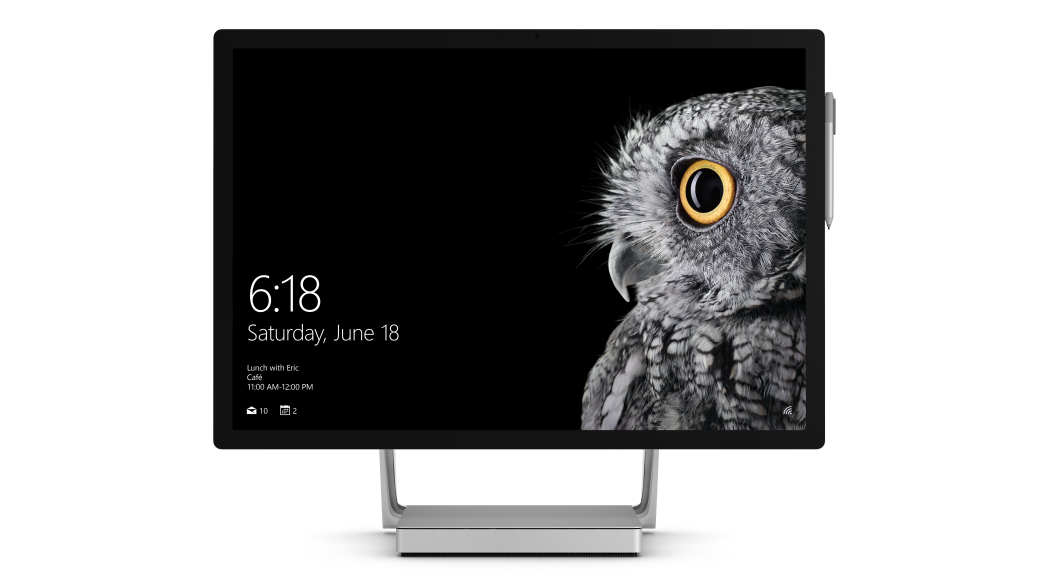 6:18
Saturday, June 18
Lunch with Eric
Café
11:00 AM-12:00 PM
10 2